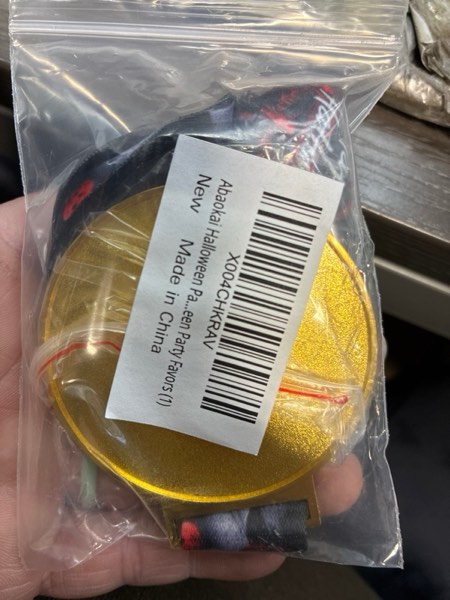 X004CHKRAV
Abaokai Halloween Pa...een Party Favors (1)
New
Made in China